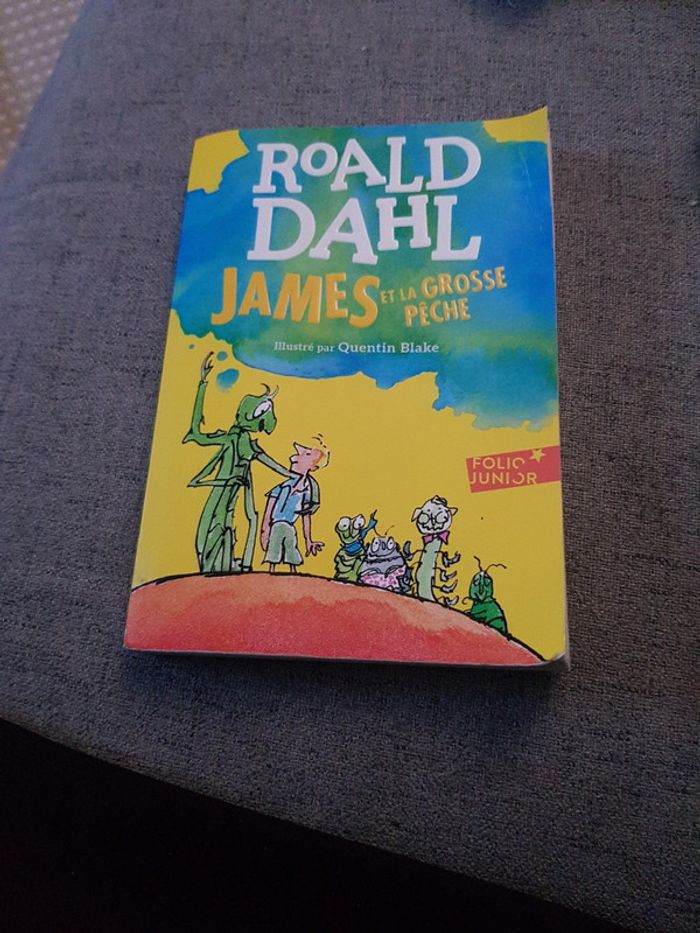 ROALD
DAHL
JAMES ET LA GROSSE
PÊCHE
Illustré par Quentin Blake
FOLIO
JUNIOR